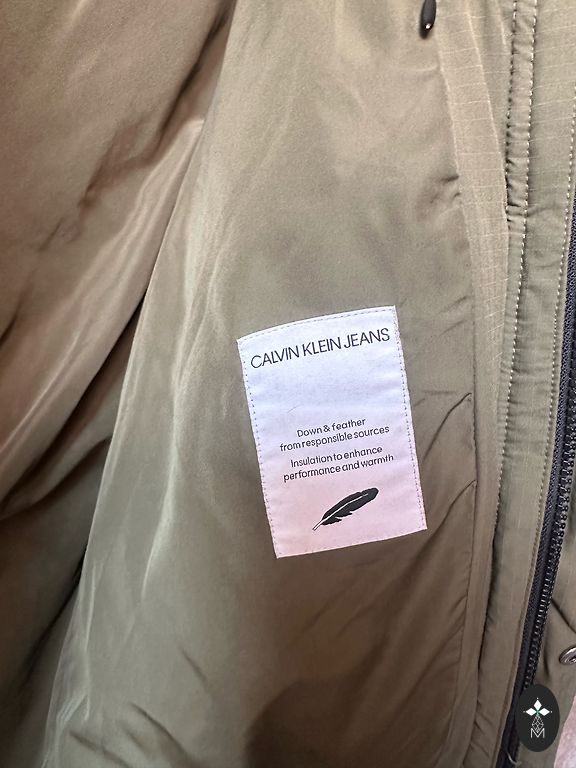 CALVIN KLEIN JEANS
Down & feather
from responsible sources
Insulation to enhance
performance and warmth